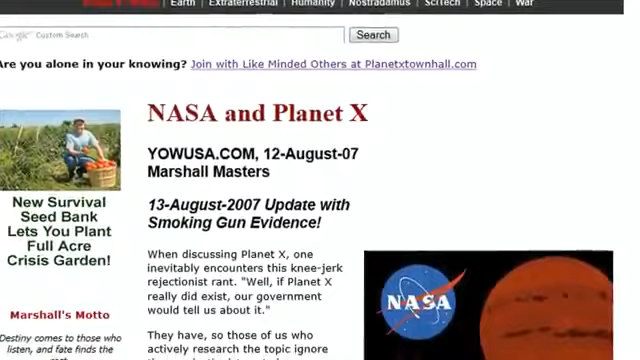 Earth | Extraterrestrial | Humanity | Nostradamus | SciTech | Space | War
Google Custom Search
Search
Are you alone in your knowing? Join with Like Minded Others at Planetxtownhall.com
NASA and Planet X
YOWUSA.COM, 12-August-07
Marshall Masters
13-August-2007 Update with
Smoking Gun Evidence!
New Survival
Seed Bank
Lets You Plant
Full Acre
Crisis Garden!
When discussing Planet X, one
inevitably encounters this knee-jerk
rejectionist rant. "Well, if Planet X
really did exist, our government
would tell us about it."
NASA
Marshall's Motto
Destiny comes to those who
listen, and fate finds the
They have, so those of us who
actively research the topic ignore